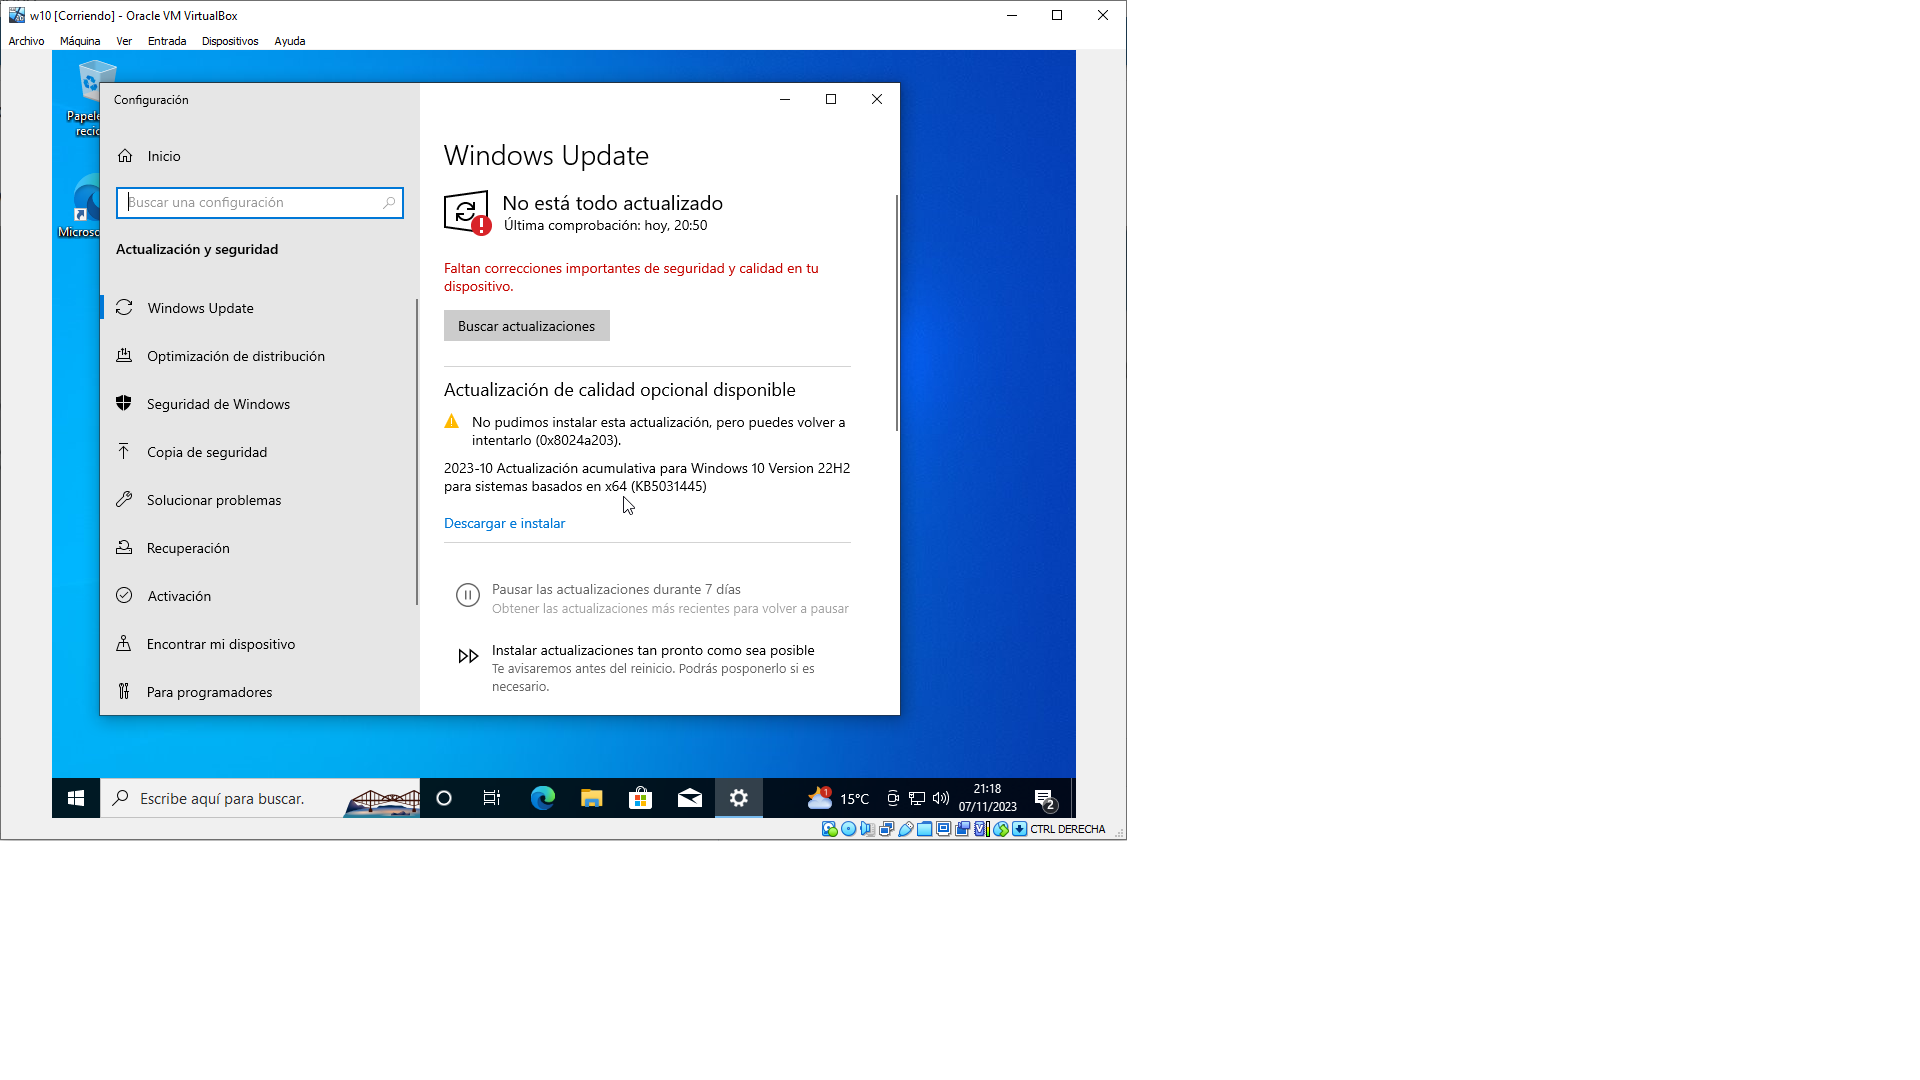 w10 [Corriendo] - Oracle VM VirtualBox
Archivo Máquina Ver Entrada Dispositivos Ayuda
Configuración
Inicio
Buscar una configuración
Actualización y seguridad
Windows Update
Optimización de distribución
Seguridad de Windows
Copia de seguridad
Solucionar problemas
Recuperación
Activación
Encontrar mi dispositivo
Para programadores
Windows Update
No está todo actualizado
Última comprobación: hoy, 20:50
Faltan correcciones importantes de seguridad y calidad en tu
dispositivo.
Buscar actualizaciones
Actualización de calidad opcional disponible
No pudimos instalar esta actualización, pero puedes volver a
intentarlo (0x8024a203).
2023-10 Actualización acumulativa para Windows 10 Version 22H2
para sistemas basados en x64 (KB5031445)
Descargar e instalar
Pausar las actualizaciones durante 7 días
Obtener las actualizaciones más recientes para volver a pausar
Instalar actualizaciones tan pronto como sea posible
Te avisaremos antes del reinicio. Podrás posponerlo si es
necesario.
Escribe aquí para buscar.
1
15°C
21:18
07/11/2023
2
CTRL DERECHA